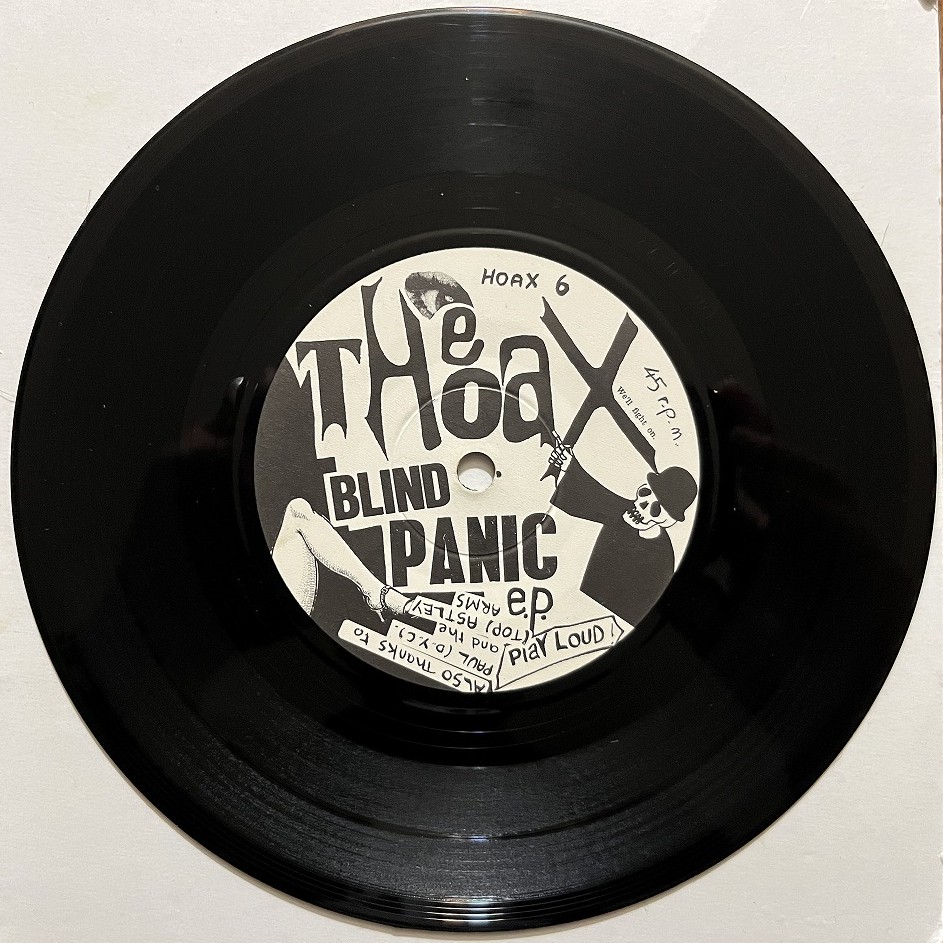 HOAX 6
THe
HOaX
45 r.p.m.
We'll fight on.
BLIND
PANIC
e.p.
Play LOUD!
ALSO Thanks to
PAUL (D.Y.C).
and the
(TOP) ASTLEY
ARMS